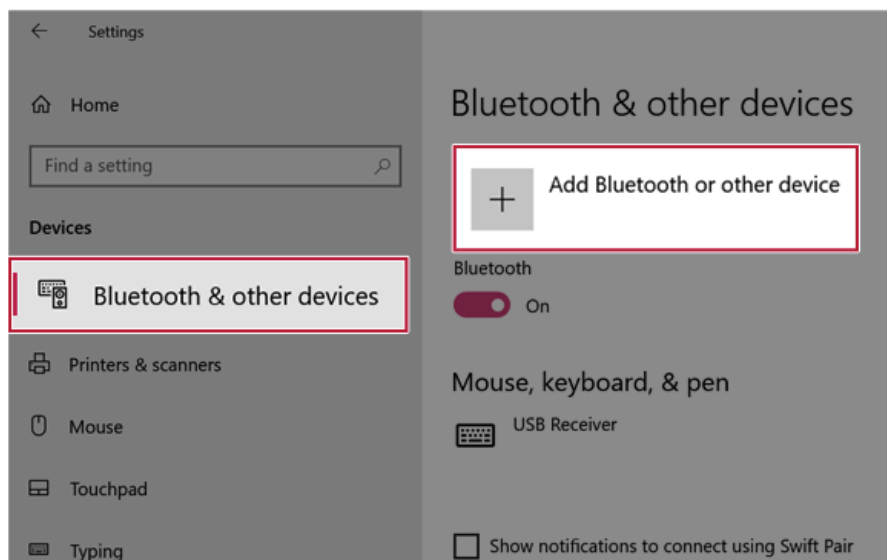 Settings
Home
Find a setting
Devices
Bluetooth & other devices
Printers & scanners
Mouse
Touchpad
Typing
Bluetooth & other devices
Add Bluetooth or other device
Bluetooth
On
Mouse, keyboard, & pen
USB Receiver
Show notifications to connect using Swift Pair